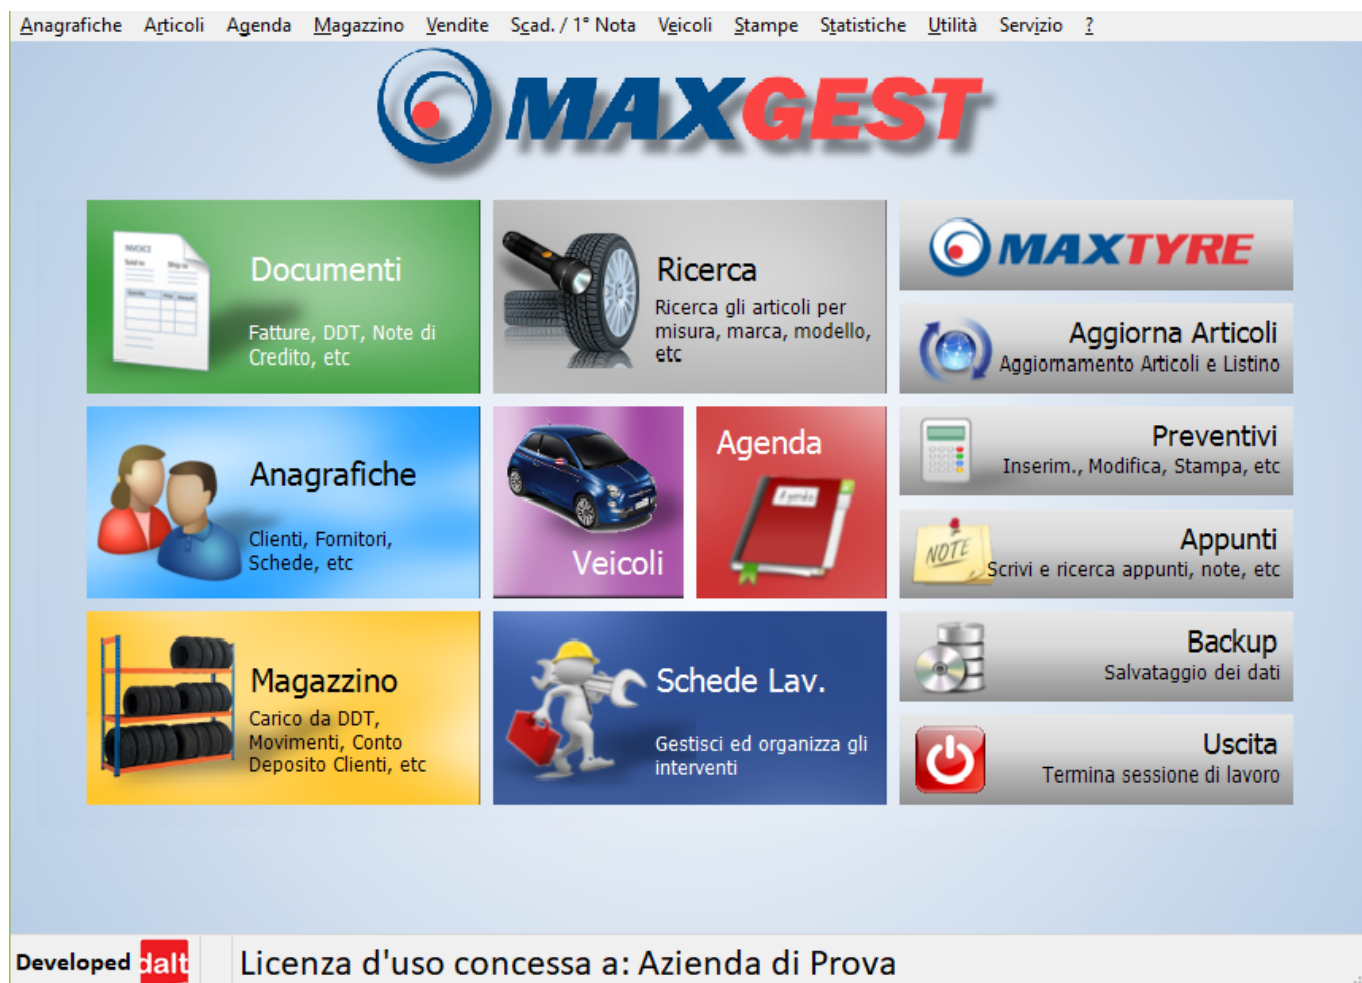 Anagrafiche Articoli Agenda Magazzino Vendite Scad. / 1° Nota Veicoli Stampe Statistiche Utilità Servizio ?
MAXGEST
INVOICE
Documenti
Fatture, DDT, Note di
Credito, etc
Ricerca
Ricerca gli articoli per
misura, marca, modello,
etc
MAXTYRE
Aggiorna Articoli
Aggiornamento Articoli e Listino
Anagrafiche
Clienti, Fornitori,
Schede, etc
Veicoli
Agenda
Agenda
Preventivi
Inserim., Modifica, Stampa, etc
NOTE
Appunti
Scrivi e ricerca appunti, note, etc
Magazzino
Carico da DDT,
Movimenti, Conto
Deposito Clienti, etc
Schede Lav.
Gestisci ed organizza gli
interventi
Backup
Salvataggio dei dati
Uscita
Termina sessione di lavoro
Developed dalt
Licenza d'uso concessa a: Azienda di Prova